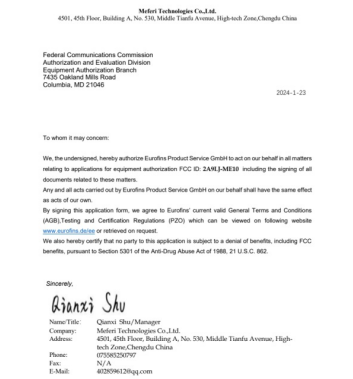 Meferi Technologies Co.,Ltd.
4501, 45th Floor, Building A, No. 530, Middle Tianfu Avenue, High-tech Zone,Chengdu China
Federal Communications Commission
Authorization and Evaluation Division
Equipment Authorization Branch
7435 Oakland Mills Road
Columbia, MD 21046
2024-1-23
To whom it may concern:
We, the undersigned, hereby authorize Eurofins Product Service GmbH to act on our behalf in all matters
relating to applications for equipment authorization FCC ID: 2A9LJ-ME10 including the signing of all
documents related to these matters.
Any and all acts carried out by Eurofins Product Service GmbH on our behalf shall have the same effect
as acts of our own.
By signing this application form, we agree to Eurofins' current valid General Terms and Conditions
(AGB),Testing and Certification Regulations (PZO) which can be viewed on following website
www.eurofins.de/ee or retrieved on request.
We also hereby certify that no party to this application is subject to a denial of benefits, including FCC
benefits, pursuant to Section 5301 of the Anti-Drug Abuse Act of 1988, 21 U.S.C. 862.
Sincerely,
Qianxi Shu
Name/Title: Qianxi Shu/Manager
Company: Meferi Technologies Co.,Ltd.
Address: 4501, 45th Floor, Building A, No. 530, Middle Tianfu Avenue, High-
tech Zone,Chengdu China
Phone: 075585250797
Fax: N/A
E-Mail: 402859612@qq.com